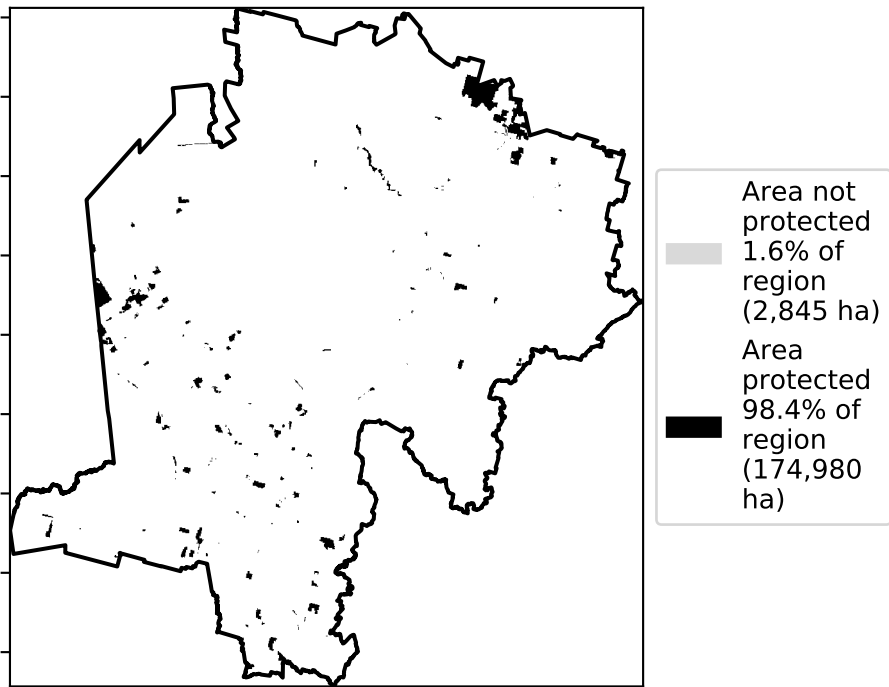 Area not
protected
1.6% of
region
(2,845 ha)
Area
protected
98.4% of
region
(174,980
ha)